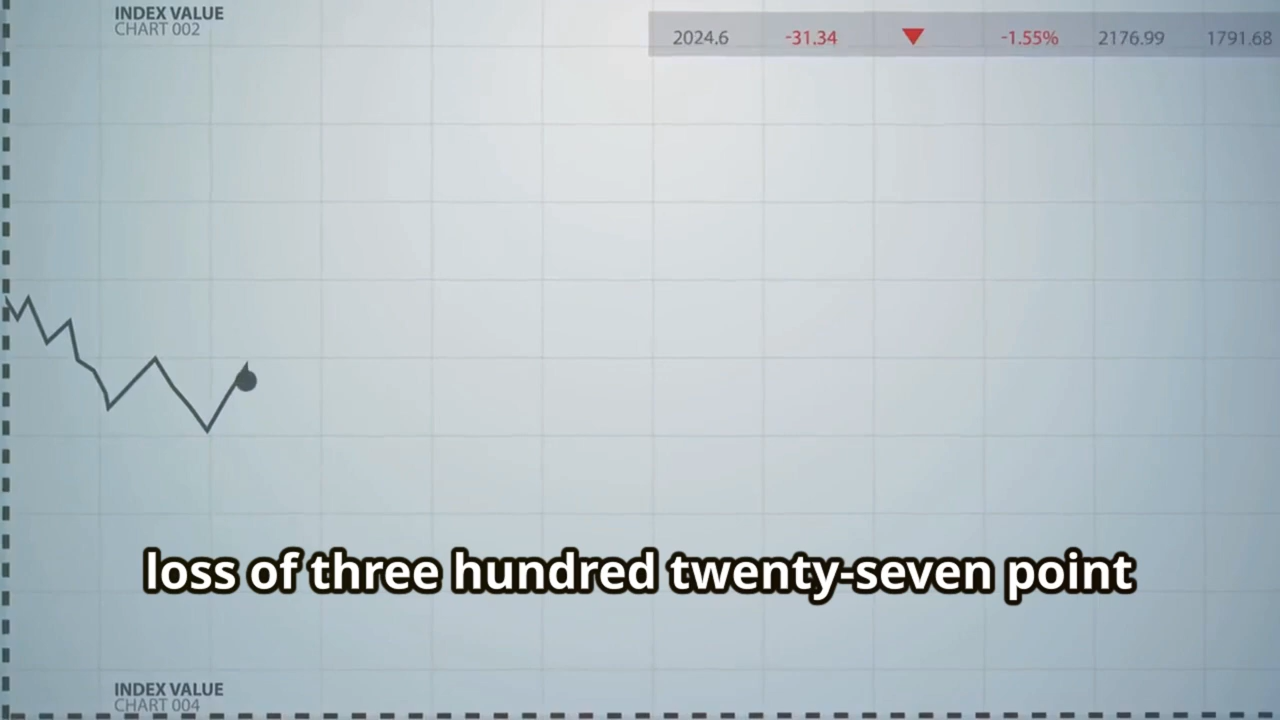 INDEX VALUE
CHART 002
2024.6 -31.34 -1.55% 2176.99 1791.68
loss of three hundred twenty-seven point
INDEX VALUE
CHART 004